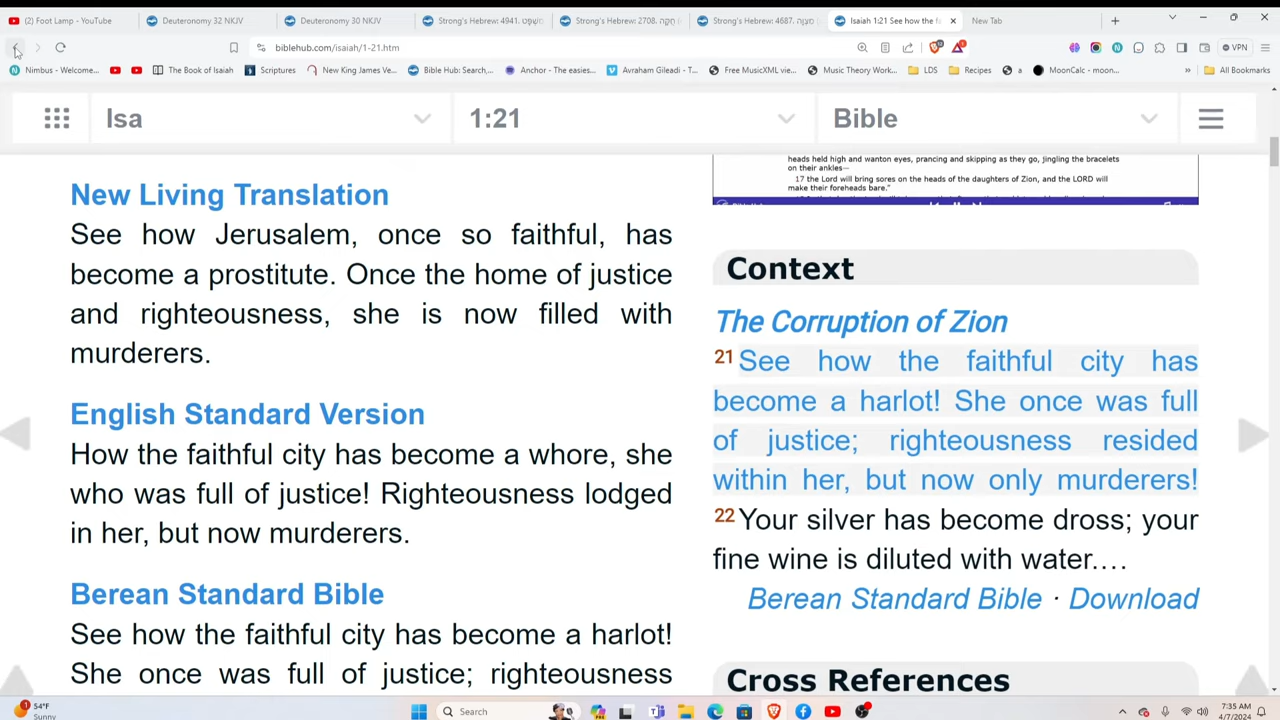 (2) Foot Lamp - YouTube
Deuteronomy 32 NKJV
Deuteronomy 30 NKJV
Strong's Hebrew: 4941.
Strong's Hebrew: 2708.
Strong's Hebrew: 4687.
Isaiah 1:21 See how the fa
New Tab
biblehub.com/isaiah/1-21.htm
VPN
Nimbus - Welcome...
The Book of Isaiah
Scriptures
New King James Ve...
Bible Hub: Search,...
Anchor - The easies...
Avraham Gileadi - T...
Free MusicXML vie...
Music Theory Work...
LDS
Recipes
a
MoonCalc - moon...
»
All Bookmarks
Isa
1:21
Bible
New Living Translation
See how Jerusalem, once so faithful, has
become a prostitute. Once the home of justice
and righteousness, she is now filled with
murderers.
English Standard Version
How the faithful city has become a whore, she
who was full of justice! Righteousness lodged
in her, but now murderers.
Berean Standard Bible
See how the faithful city has become a harlot!
She once was full of justice; righteousness
heads held high and wanton eyes, prancing and skipping as they go, jingling the bracelets
on their ankles—
17 the Lord will bring sores on the heads of the daughters of Zion, and the LORD will
make their foreheads bare."
Context
The Corruption of Zion
21 See how the faithful city has
become a harlot! She once was full
of justice; righteousness resided
within her, but now only murderers!
22 Your silver has become dross; your
fine wine is diluted with water....
Berean Standard Bible · Download
Cross References
54°F
Sunny
Search
7:35 AM
4/7/2024